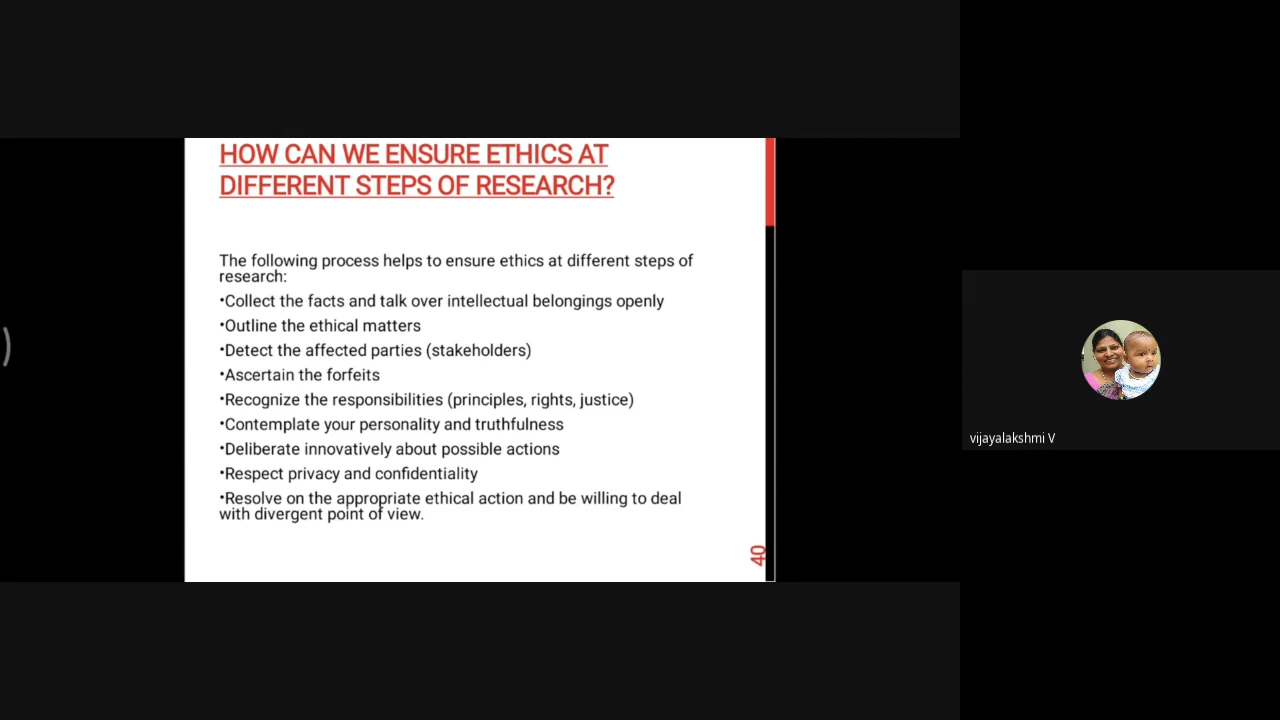 HOW CAN WE ENSURE ETHICS AT
DIFFERENT STEPS OF RESEARCH?
The following process helps to ensure ethics at different steps of
research:
•Collect the facts and talk over intellectual belongings openly
•Outline the ethical matters
•Detect the affected parties (stakeholders)
•Ascertain the forfeits
•Recognize the responsibilities (principles, rights, justice)
•Contemplate your personality and truthfulness
•Deliberate innovatively about possible actions
•Respect privacy and confidentiality
•Resolve on the appropriate ethical action and be willing to deal
with divergent point of view.
40
vijayalakshmi V